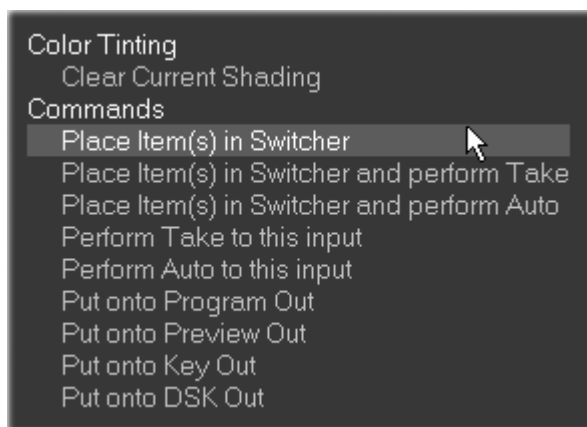 Color Tinting
Clear Current Shading
Commands
Place Item(s) in Switcher
Place Item(s) in Switcher and perform Take
Place Item(s) in Switcher and perform Auto
Perform Take to this input
Perform Auto to this input
Put onto Program Out
Put onto Preview Out
Put onto Key Out
Put onto DSK Out